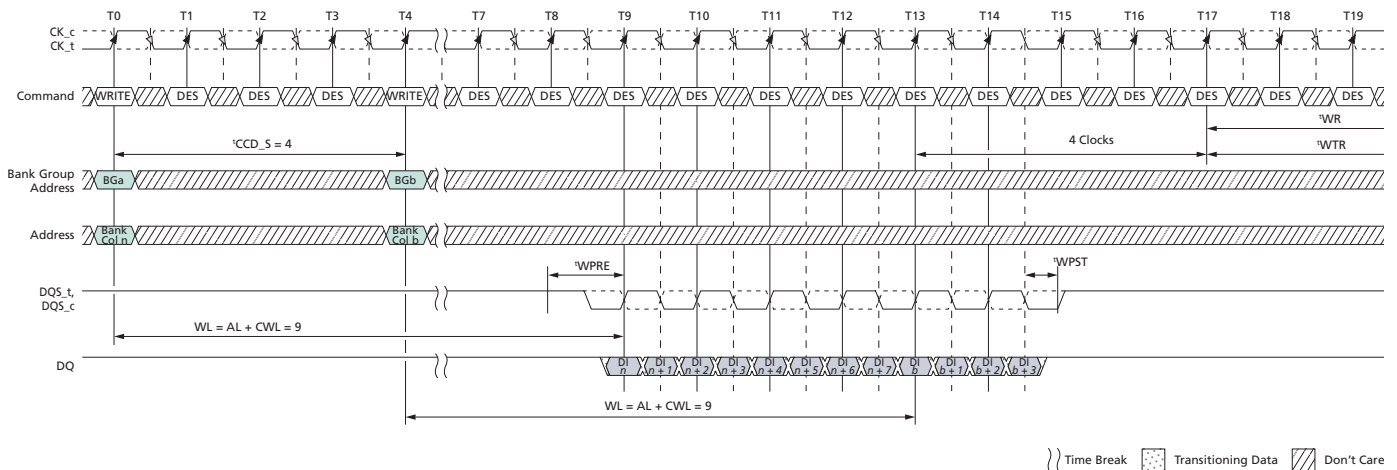 T0 T1 T2 T3 T4 T7 T8 T9 T10 T11 T12 T13 T14 T15 T16 T17 T18 T19
CK_c
CK_t
Command WRITE DES DES DES WRITE DES DES DES DES DES DES DES DES DES DES DES DES DES
tWR
4 Clocks
tCCD_S = 4
tWTR
Bank Group
Address
BGa BGb
Address
Bank
Col n
Bank
Col b
tWPRE tWPST
DQS_t,
DQS_c
WL = AL + CWL = 9
DQ
DI
n
DI
n + 1
DI
n + 2
DI
n + 3
DI
n + 4
DI
n + 5
DI
n + 6
DI
n + 7
DI
b
DI
b + 1
DI
b + 2
DI
b + 3
WL = AL + CWL = 9
Time Break Transitioning Data Don't Care